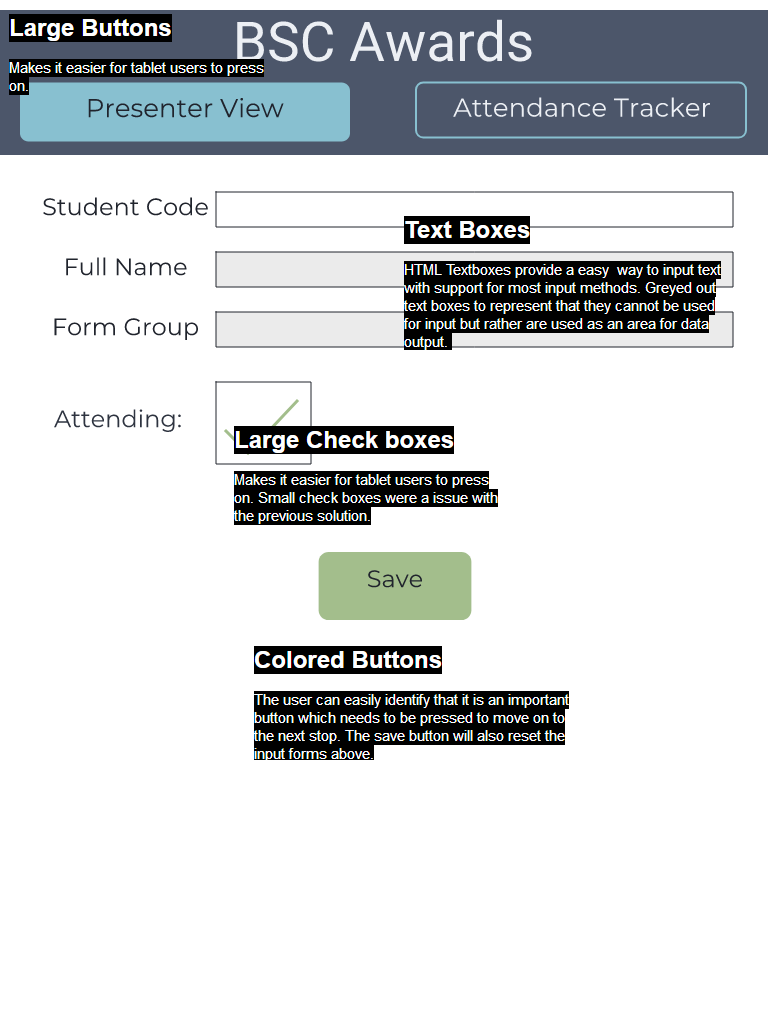 Large Buttons
BSC Awards
Makes it easier for tablet users to press
on.
Presenter View
Attendance Tracker
Student Code
Text Boxes
Full Name
HTML Textboxes provide a easy way to input text
with support for most input methods. Greyed out
text boxes to represent that they cannot be used
for input but rather are used as an area for data
output.
Form Group
Attending:
Large Check boxes
Makes it easier for tablet users to press
on. Small check boxes were a issue with
the previous solution.
Save
Colored Buttons
The user can easily identify that it is an important
button which needs to be pressed to move on to
the next stop. The save button will also reset the
input forms above.